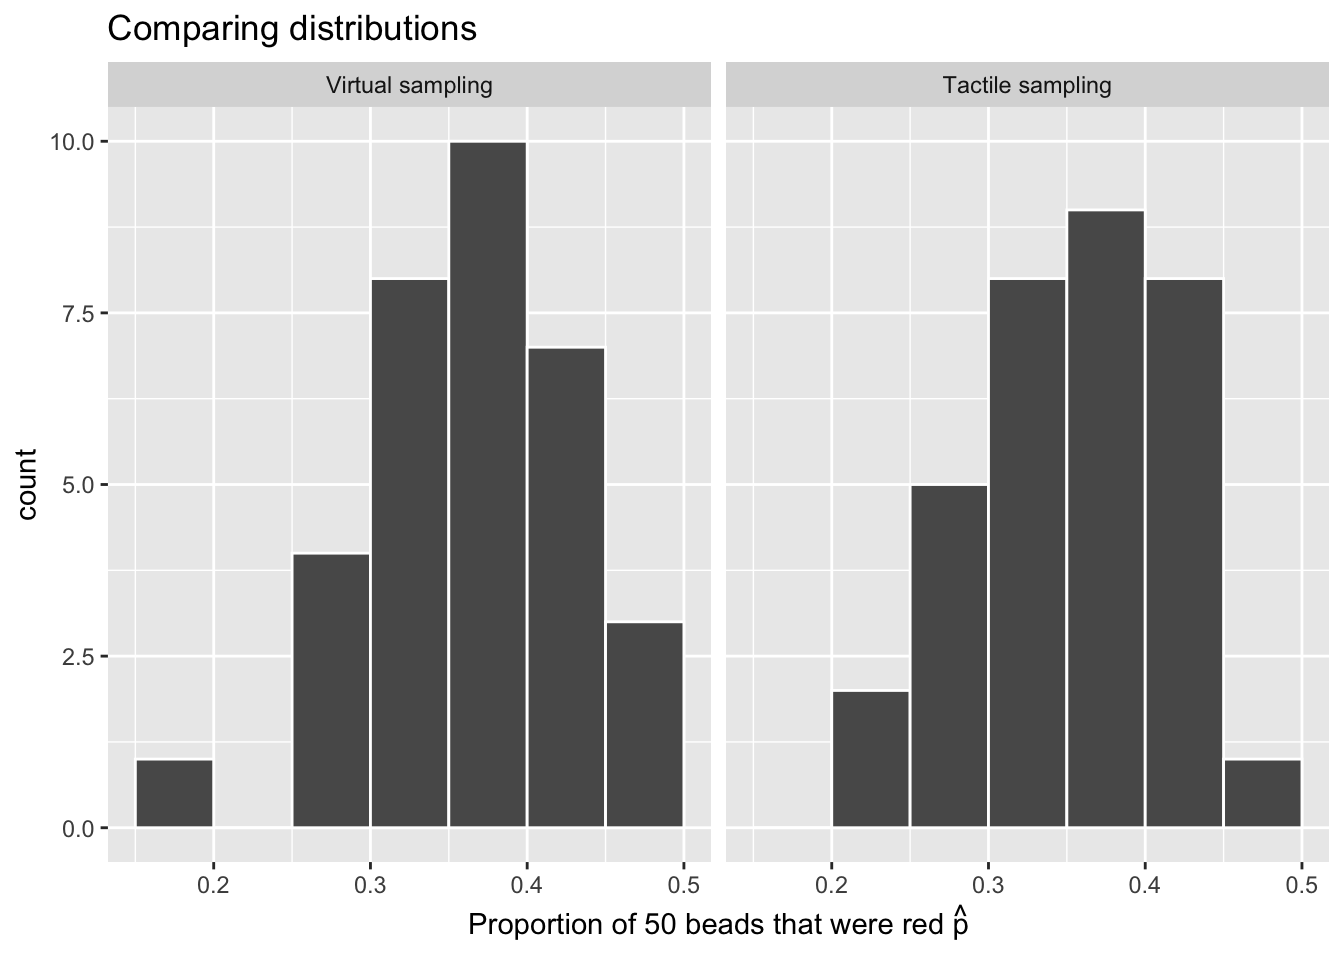 Comparing distributions
Virtual sampling
Tactile sampling
10.0
7.5
5.0
2.5
0.0
count
0.2 0.3 0.4 0.5
0.2 0.3 0.4 0.5
Proportion of 50 beads that were red p̂